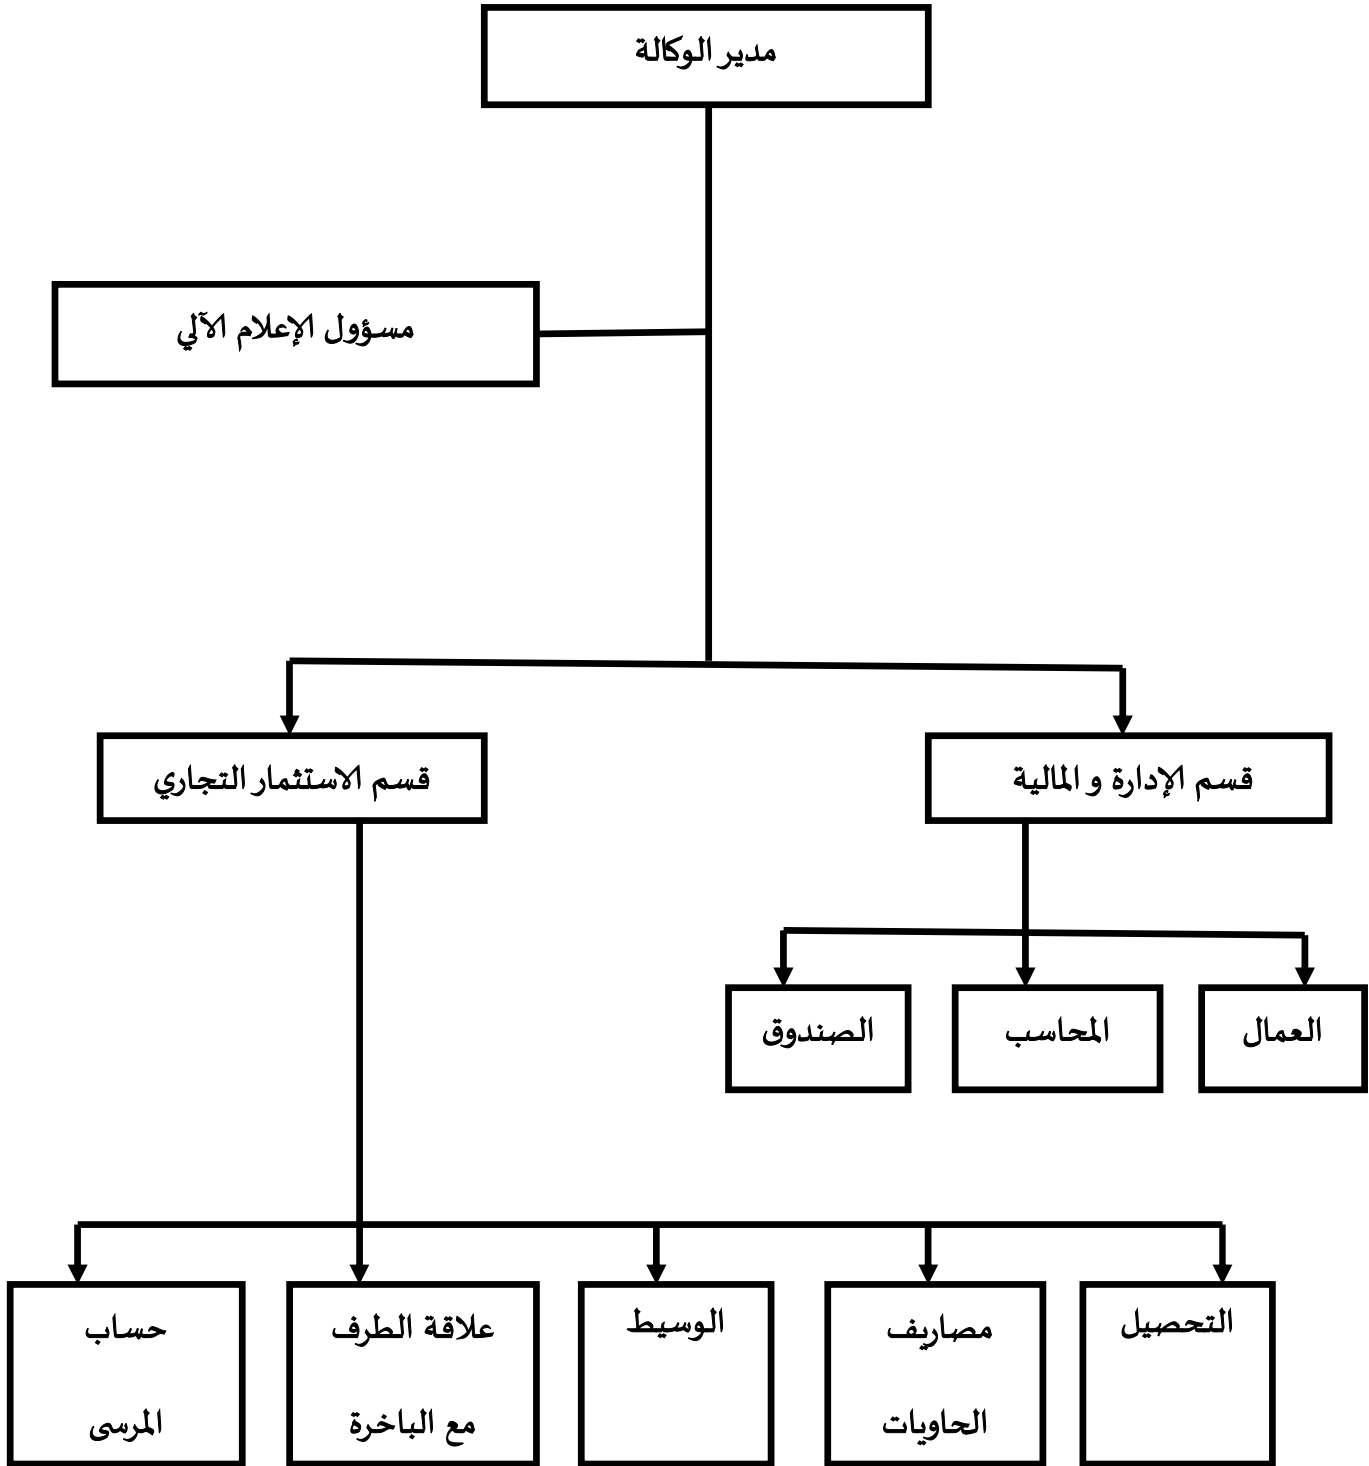 مدير الوكالة
مسؤول الإعلام الآلي
قسم الإدارة و المالية
قسم الاستثمار التجاري
العمال
المحاسب
الصندوق
التحصيل
مصاريف
الحاويات
الوسيط
علاقة الطرف
مع الباخرة
حساب
المرسى